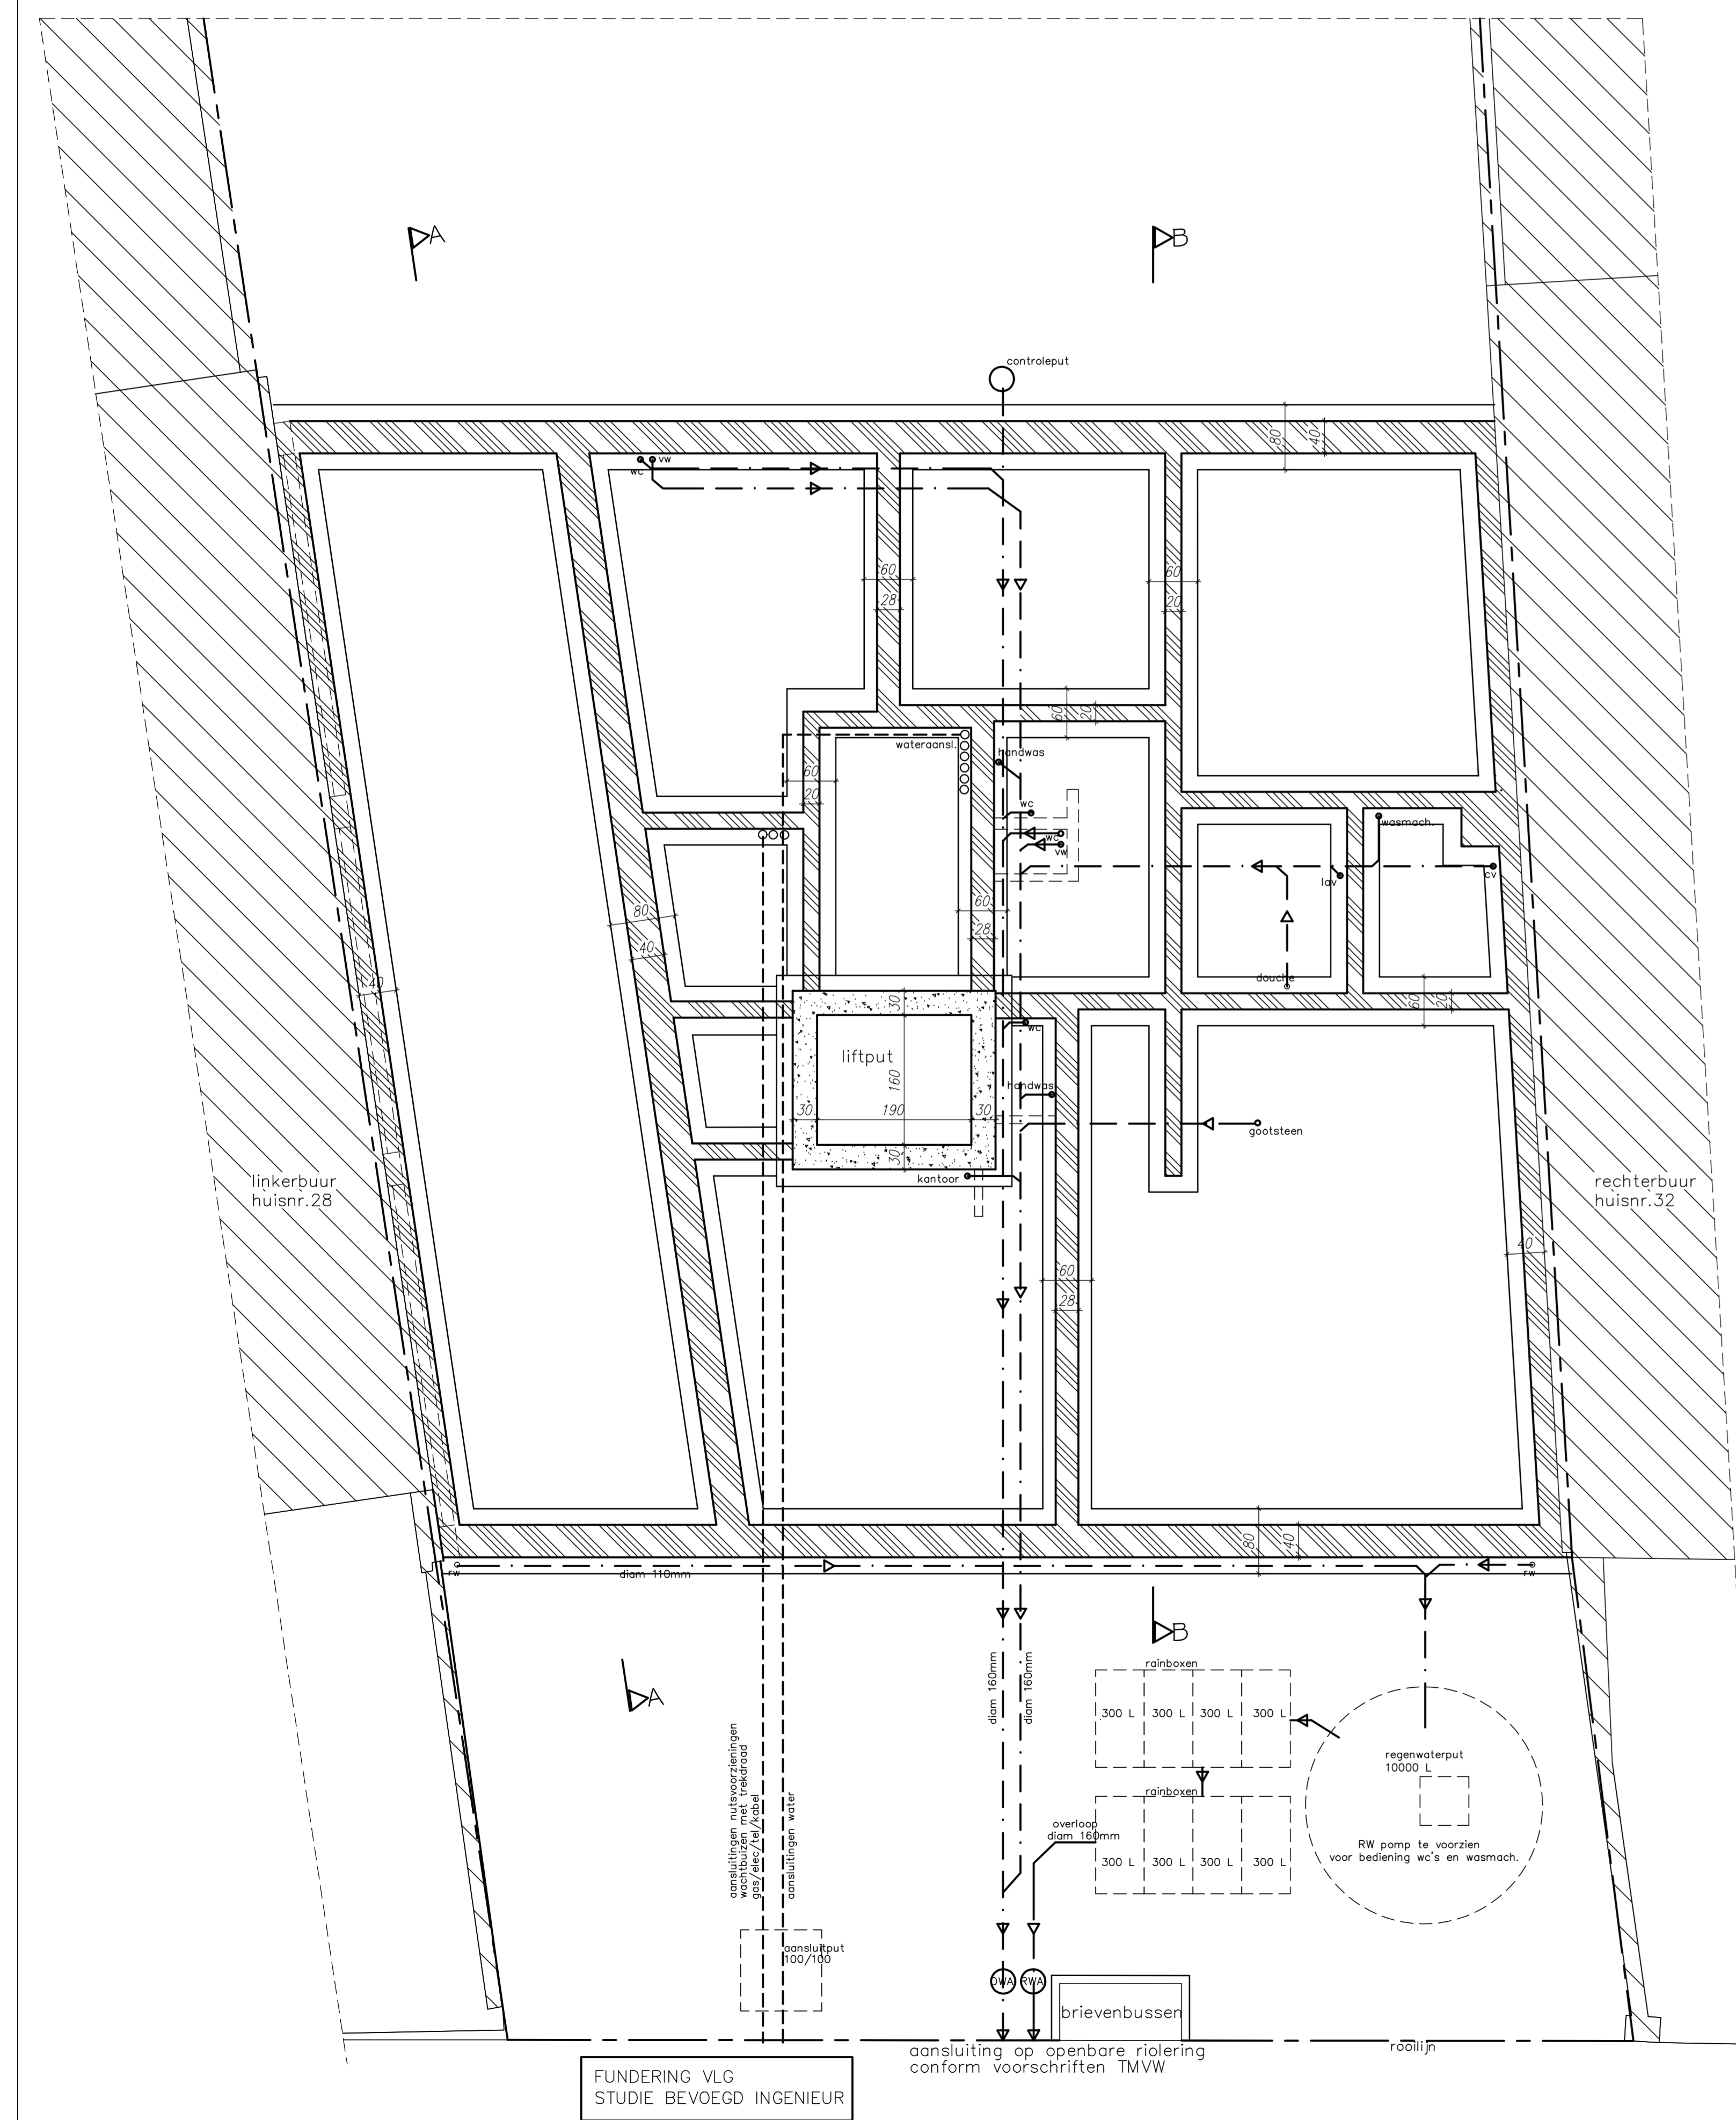 A
B
controleput
80
40
wc
vw
60
28
60
20
60
20
wateraansl.
handwas
60
20
wc
wc
vw
wasmach.
lav
cv
80
40
60
28
40
douche
60
20
30
wc
liftput
160
handwas
30
190
30
gootsteen
30
kantoor
linkerbuur
huisnr.28
rechterbuur
huisnr.32
40
60
28
80
40
rw
diam 110mm
rw
B
A
diam 160mm
diam 160mm
rainboxen
300 L
300 L
300 L
300 L
regenwaterput
10000 L
rainboxen
overloop
diam 160mm
300 L
300 L
300 L
300 L
RW pomp te voorzien
voor bediening wc's en wasmach.
aansluitingen nutsvoorzieningen
wachtbuizen met trekdraad
gas/elec/tel/kabel
aansluitingen water
aansluitput
100/100
DWA
RWA
brievenbussen
rooilijn
aansluiting op openbare riolering
conform voorschriften TMVW
FUNDERING VLG
STUDIE BEVOEGD INGENIEUR